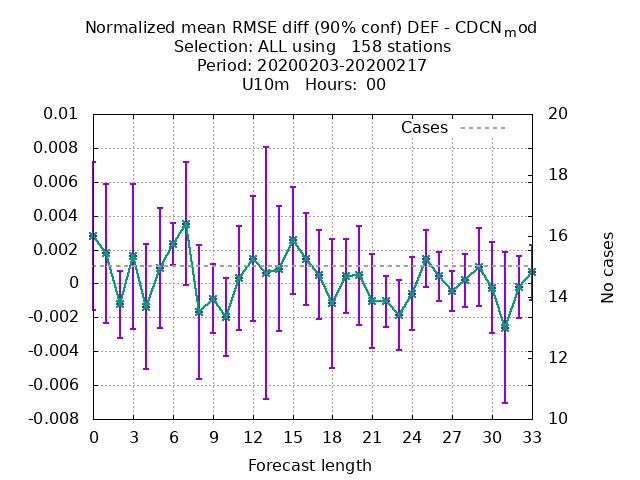 Normalized mean RMSE diff (90% conf) DEF - CDCNmod
Selection: ALL using 158 stations
Period: 20200203-20200217
U10m Hours: 00
0.01
0.008
0.006
0.004
0.002
0
-0.002
-0.004
-0.006
-0.008
Cases
20
18
16
14
12
10
No cases
0 3 6 9 12 15 18 21 24 27 30 33
Forecast length